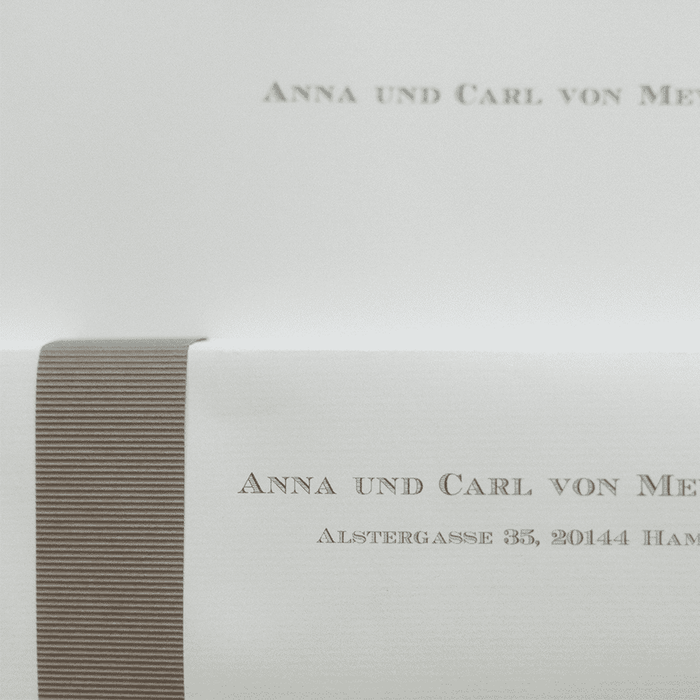 Anna und Carl von
Anna und Carl von
Alstergasse 35, 20144